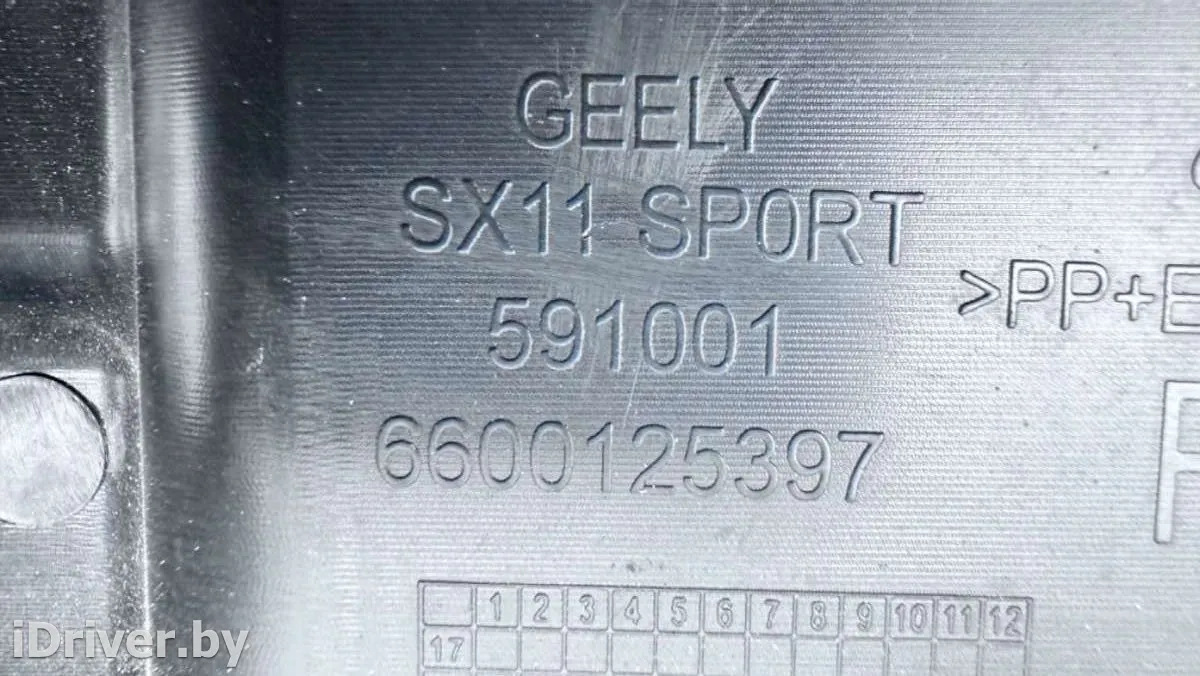 GEELY
SX11 SP0RT
591001
6600125397
>PP+E
1 2 3 4 5 6 7 8 9 10 11 12
17
iDriver.by